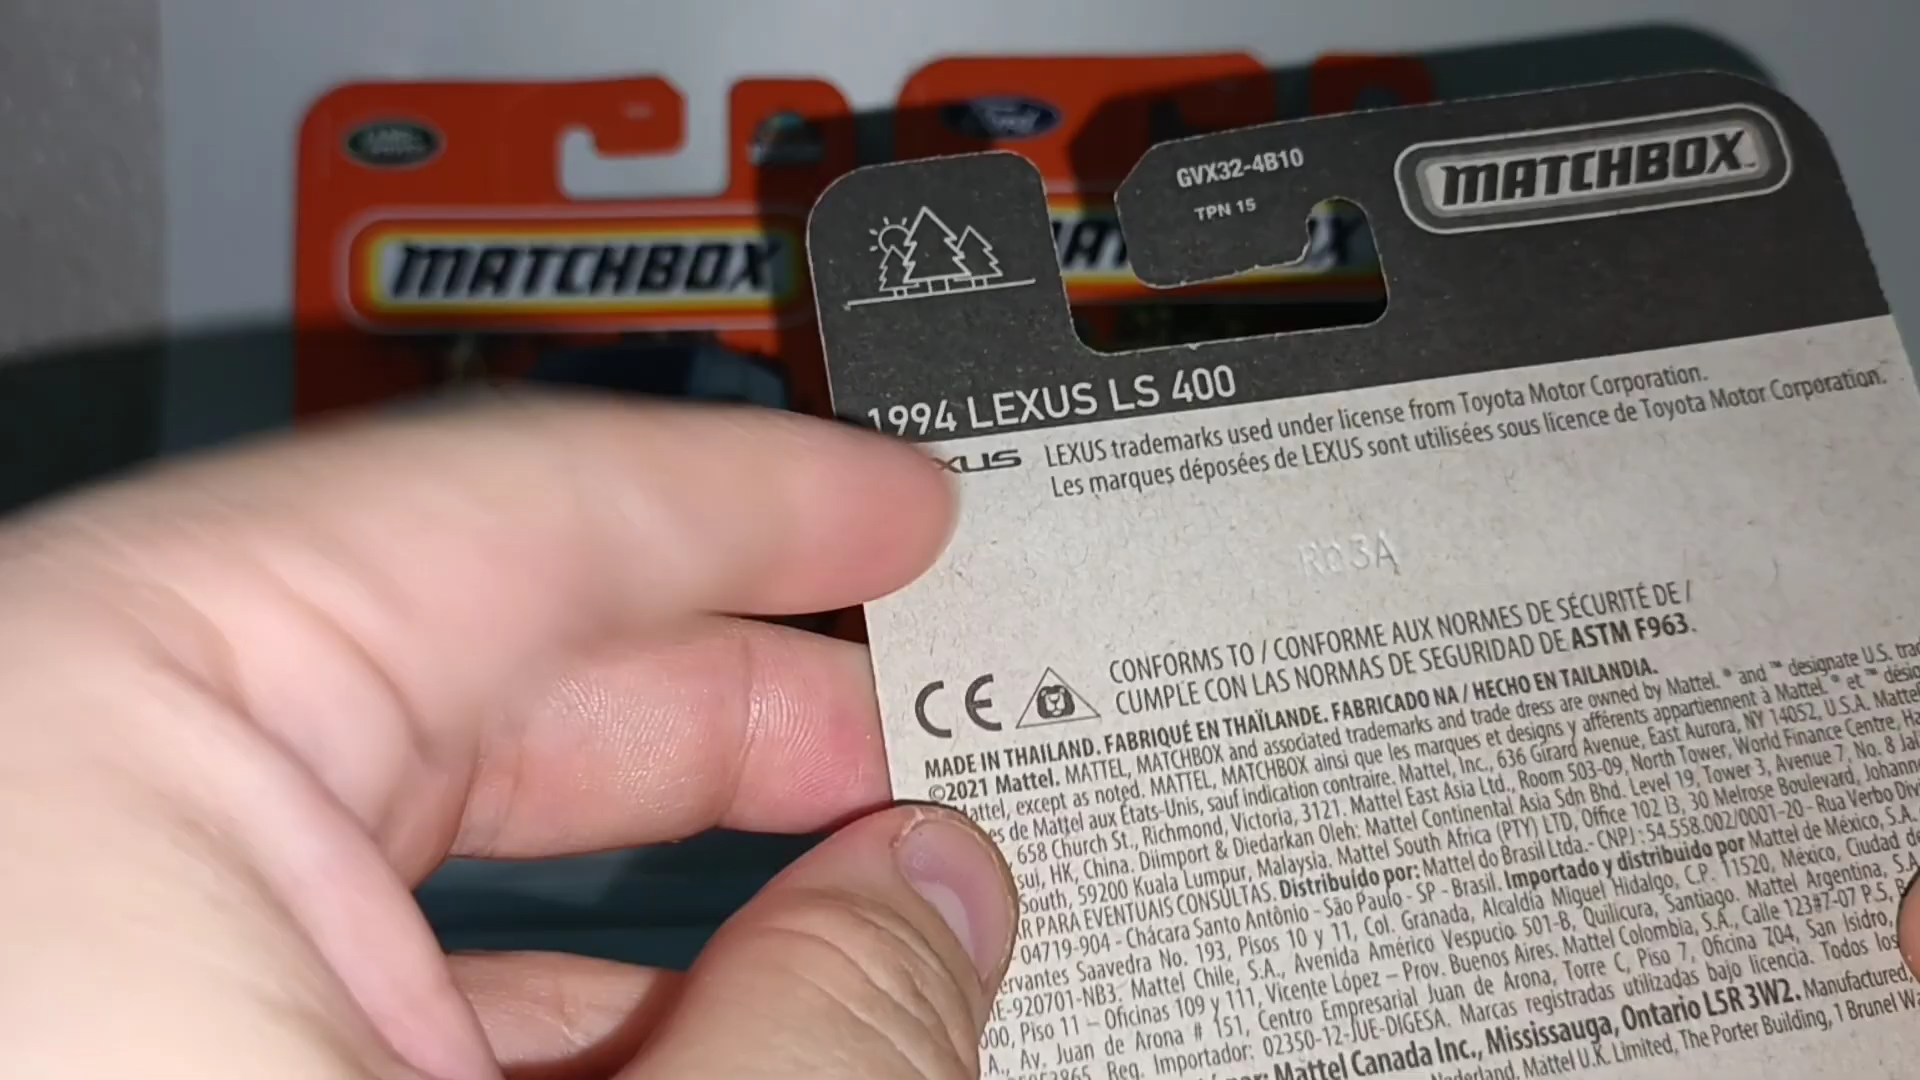 MATCHBOX
Ford
GVX32-4B10
TPN 15
MATCHBOX™
1994 LEXUS LS 400
XUS
LEXUS trademarks used under license from Toyota Motor Corporation.
Les marques déposées de LEXUS sont utilisées sous licence de Toyota Motor Corporation.
3A
CONFORMS TO / CONFORME AUX NORMES DE SÉCURITÉ DE /
CUMPLE CON LAS NORMAS DE SEGURIDAD DE ASTM F963.
CE
MADE IN THAILAND. FABRIQUÉ EN THAÏLANDE. FABRICADO NA / HECHO EN TAILANDIA.
©2021 Mattel. MATTEL, MATCHBOX and associated trademarks and trade dress are owned by Mattel. ® and ™ designate U.S.
Mattel, except as noted. MATTEL, MATCHBOX ainsi que les marques et designs y afférents appartiennent à Mattel. ® et ™
es de Mattel aux États-Unis, sauf indication contraire. Mattel, Inc., 636 Girard Avenue, East Aurora, NY 14052, U.S.A.
658 Church St., Richmond, Victoria, 3121. Mattel East Asia Ltd., Room 503-09, North Tower, World Finance Centre,
sui, HK, China. Diimport & Diedarkan Oleh: Mattel Continental Asia Sdn Bhd. Level 19, Tower 3, Avenue 7, No. 8
South, 59200 Kuala Lumpur, Malaysia. Mattel South Africa (PTY) LTD, Office 102 I3, 30 Melrose Boulevard,
R PARA EVENTUAIS CONSULTAS. Distribuido por: Mattel do Brasil Ltda.- CNPJ : 54.558.002/0001-20 - Rua Verbo
04719-904 - Chácara Santo Antônio - São Paulo - SP - Brasil. Importado y distribuido por Mattel de México, S.A.
ervantes Saavedra No. 193, Pisos 10 y 11, Col. Granada, Alcaldía Miguel Hidalgo, C.P. 11520, México, Ciudad
E-920701-NB3. Mattel Chile, S.A., Avenida Américo Vespucio 501-B, Quilicura, Santiago. Mattel Argentina,
000, Piso 11 – Oficinas 109 y 111, Vicente López – Prov. Buenos Aires. Mattel Colombia, S.A., Calle 123#7-07 P.5,
.A., Av. Juan de Arona # 151, Centro Empresarial Juan de Arona, Torre C, Piso 7, Oficina Z04, San Isidro,
Reg. Importador: 02350-12-JUE-DIGESA. Marcas registradas utilizadas bajo licencia. Todos los
Mattel Canada Inc., Mississauga, Ontario L5R 3W2. Manufactured,
Mattel U.K. Limited, The Porter Building, 1 Brunel